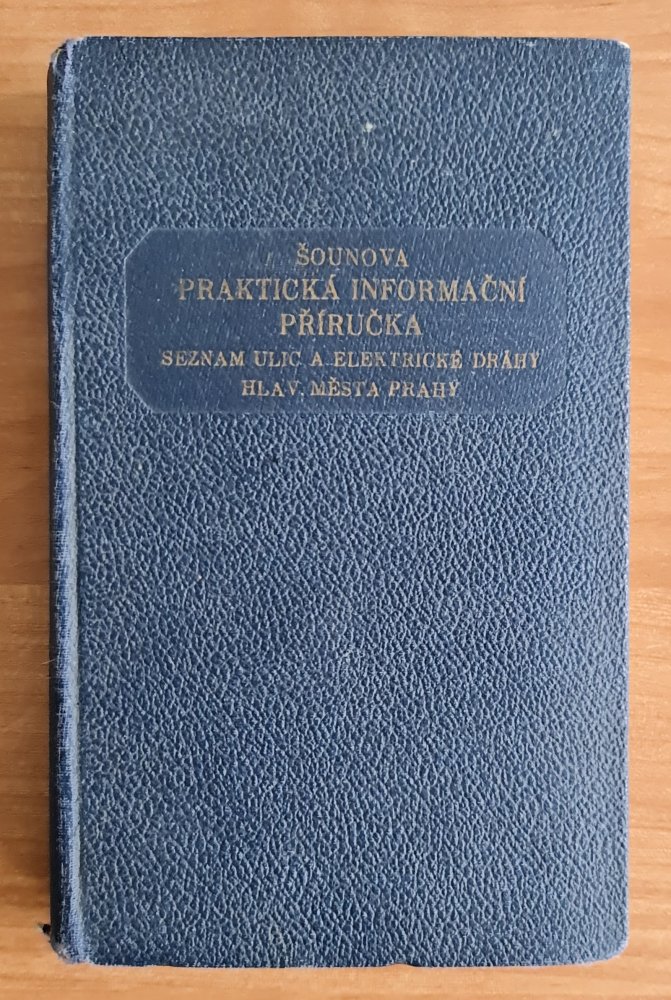 ŠOUNOVA
PRAKTICKÁ INFORMAČNÍ
PŘÍRUČKA
SEZNAM ULIC A ELEKTRICKÉ DRÁHY
HLAV. MĚSTA PRAHY